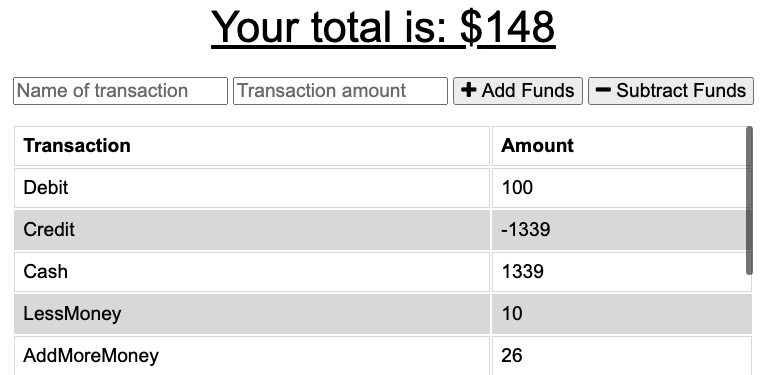 Your total is: $148
Name of transaction Transaction amount + Add Funds − Subtract Funds
Transaction Amount
Debit 100
Credit -1339
Cash 1339
LessMoney 10
AddMoreMoney 26